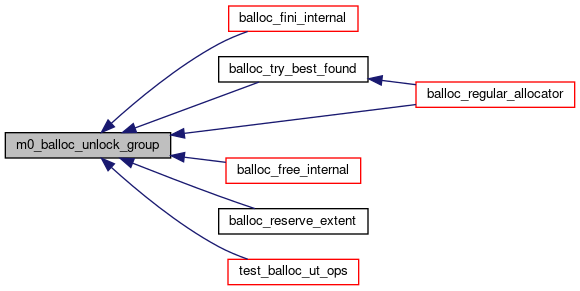 balloc_fini_internal
balloc_try_best_found
balloc_regular_allocator
m0_balloc_unlock_group
balloc_free_internal
balloc_reserve_extent
test_balloc_ut_ops